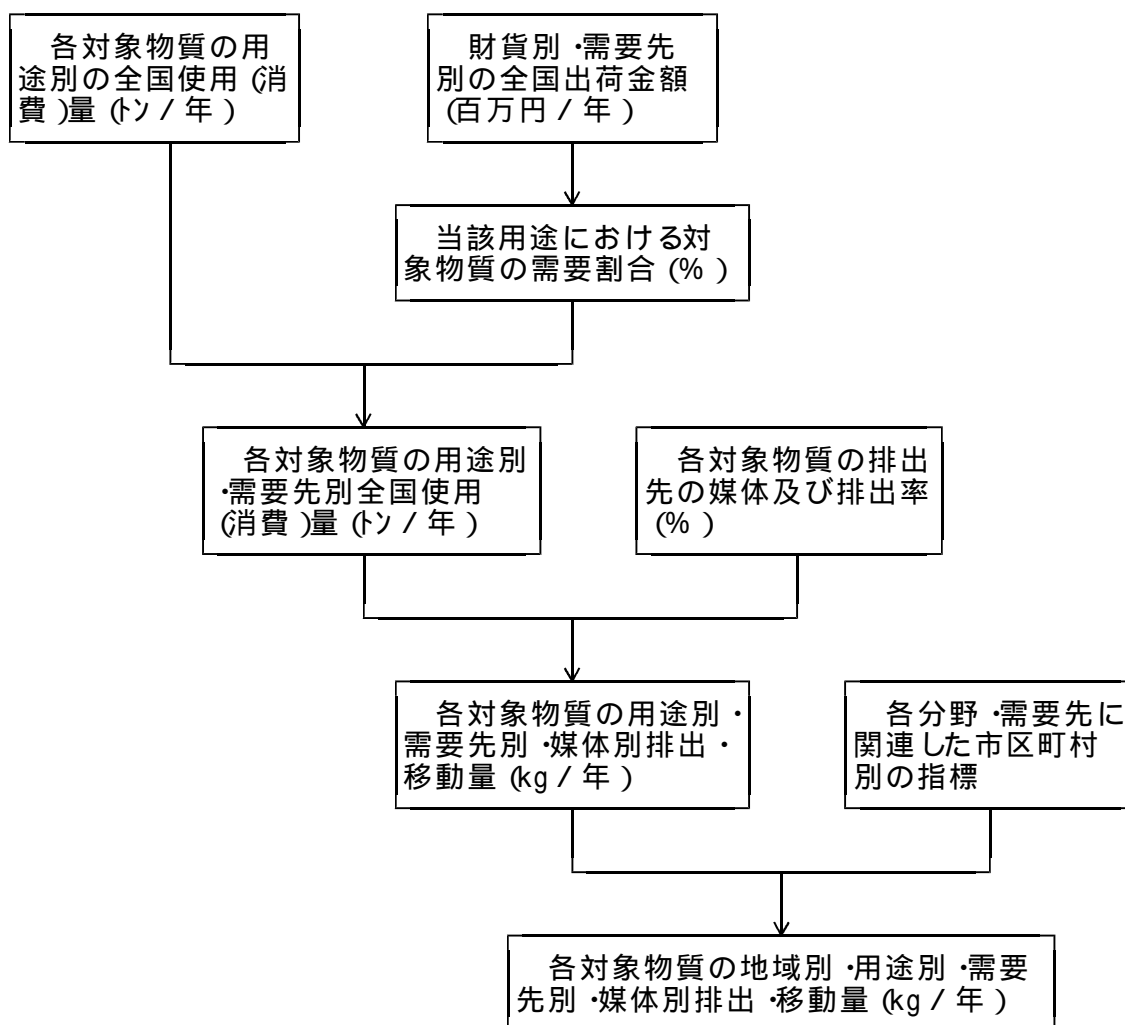 各対象物質の用
途別の全国使用(消
費)量(トン/年)
財貨別・需要先
別の全国出荷金額
(百万円/年)
当該用途における対
象物質の需要割合(%)
各対象物質の用途別
・需要先別全国使用
(消費)量(トン/年)
各対象物質の排出
先の媒体及び排出率
(%)
各対象物質の用途別・
需要先別・媒体別排出・
移動量(kg/年)
各分野・需要先に
関連した市区町村
別の指標
各対象物質の地域別・用途別・需要
先別・媒体別排出・移動量(kg/年)